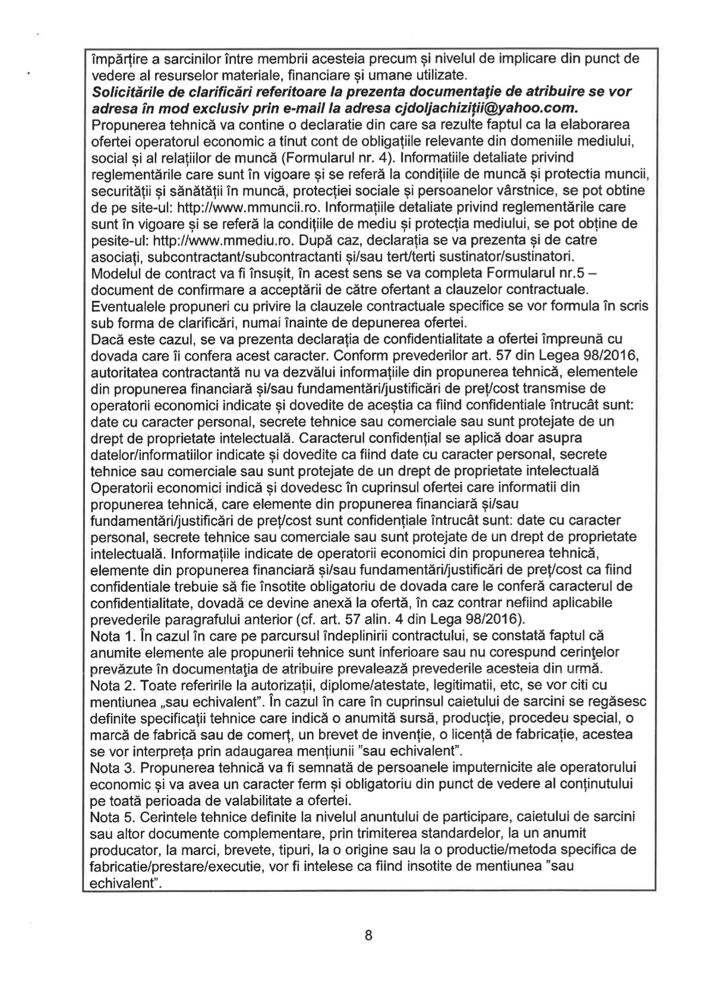 împărțire a sarcinilor între membrii acesteia precum și nivelul de implicare din punct de
vedere al resurselor materiale, financiare și umane utilizate.
Solicitările de clarificări referitoare la prezenta documentaţie de atribuire se vor
adresa în mod exclusiv prin e-mail la adresa cjdoljachiziții@yahoo.com.
Propunerea tehnică va contine o declaratie din care sa rezulte faptul ca la elaborarea
ofertei operatorul economic a tinut cont de obligațiile relevante din domeniile mediului,
social și al relațiilor de muncă (Formularul nr. 4). Informatiile detaliate privind
reglementările care sunt în vigoare și se referă la condițiile de muncă și protectia muncii,
securității și sănătății în muncă, protecției sociale și persoanelor vârstnice, se pot obtine
de pe site-ul: http://www.mmuncii.ro. Informațiile detaliate privind reglementările care
sunt în vigoare și se referă la condițiile de mediu și protecția mediului, se pot obține de
pesite-ul: http://www.mmediu.ro. După caz, declarația se va prezenta și de catre
asociați, subcontractant/subcontractanti și/sau tert/terti sustinator/sustinatori.
Modelul de contract va fi însușit, în acest sens se va completa Formularul nr.5 –
document de confirmare a acceptării de către ofertant a clauzelor contractuale.
Eventualele propuneri cu privire la clauzele contractuale specifice se vor formula în scris
sub forma de clarificări, numai înainte de depunerea ofertei.
Dacă este cazul, se va prezenta declarația de confidentialitate a ofertei împreună cu
dovada care îi confera acest caracter. Conform prevederilor art. 57 din Legea 98/2016,
autoritatea contractantă nu va dezvălui informațiile din propunerea tehnică, elementele
din propunerea financiară și/sau fundamentări/justificări de preț/cost transmise de
operatorii economici indicate și dovedite de aceștia ca fiind confidentiale întrucât sunt:
date cu caracter personal, secrete tehnice sau comerciale sau sunt protejate de un
drept de proprietate intelectuală. Caracterul confidențial se aplică doar asupra
datelor/informatiilor indicate și dovedite ca fiind date cu caracter personal, secrete
tehnice sau comerciale sau sunt protejate de un drept de proprietate intelectuală
Operatorii economici indică și dovedesc în cuprinsul ofertei care informatii din
propunerea tehnică, care elemente din propunerea financiară și/sau
fundamentări/justificări de preț/cost sunt confidențiale întrucât sunt: date cu caracter
personal, secrete tehnice sau comerciale sau sunt protejate de un drept de proprietate
intelectuală. Informațiile indicate de operatorii economici din propunerea tehnică,
elemente din propunerea financiară și/sau fundamentări/justificări de preț/cost ca fiind
confidentiale trebuie să fie însotite obligatoriu de dovada care le conferă caracterul de
confidentialitate, dovadă ce devine anexă la ofertă, în caz contrar nefiind aplicabile
prevederile paragrafului anterior (cf. art. 57 alin. 4 din Lega 98/2016).
Nota 1. În cazul în care pe parcursul îndeplinirii contractului, se constată faptul că
anumite elemente ale propunerii tehnice sunt inferioare sau nu corespund cerinţelor
prevăzute în documentaţia de atribuire prevalează prevederile acesteia din urmă.
Nota 2. Toate referirile la autorizații, diplome/atestate, legitimatii, etc, se vor citi cu
mentiunea „sau echivalent”. În cazul în care în cuprinsul caietului de sarcini se regăsesc
definite specificații tehnice care indică o anumită sursă, producție, procedeu special, o
marcă de fabrică sau de comerț, un brevet de invenție, o licență de fabricație, acestea
se vor interpreta prin adaugarea mențiunii ”sau echivalent”.
Nota 3. Propunerea tehnică va fi semnată de persoanele imputernicite ale operatorului
economic și va avea un caracter ferm și obligatoriu din punct de vedere al conținutului
pe toată perioada de valabilitate a ofertei.
Nota 5. Cerintele tehnice definite la nivelul anuntului de participare, caietului de sarcini
sau altor documente complementare, prin trimiterea standardelor, la un anumit
producator, la marci, brevete, tipuri, la o origine sau la o productie/metoda specifica de
fabricatie/prestare/executie, vor fi intelese ca fiind insotite de mentiunea ”sau
echivalent”.
8